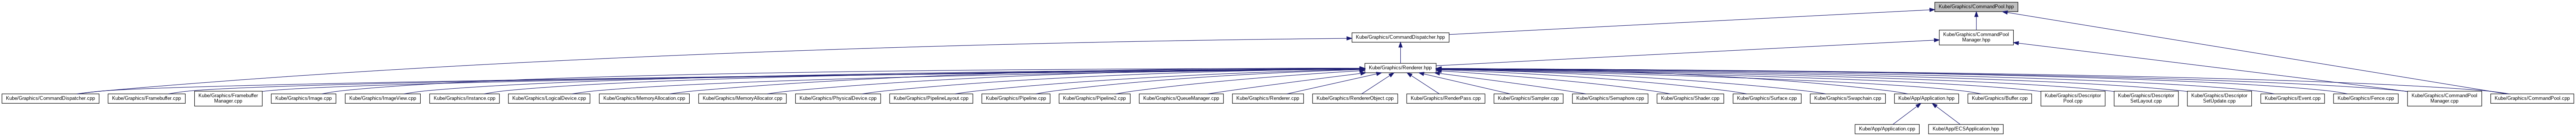 Kube/Graphics/CommandPool.hpp
Kube/Graphics/CommandDispatcher.hpp
Kube/Graphics/CommandPool
Manager.hpp
Kube/Graphics/Renderer.hpp
Kube/Graphics/CommandDispatcher.cpp
Kube/Graphics/Framebuffer.cpp
Kube/Graphics/Framebuffer
Manager.cpp
Kube/Graphics/Image.cpp
Kube/Graphics/ImageView.cpp
Kube/Graphics/Instance.cpp
Kube/Graphics/LogicalDevice.cpp
Kube/Graphics/MemoryAllocation.cpp
Kube/Graphics/MemoryAllocator.cpp
Kube/Graphics/PhysicalDevice.cpp
Kube/Graphics/PipelineLayout.cpp
Kube/Graphics/Pipeline.cpp
Kube/Graphics/Pipeline2.cpp
Kube/Graphics/QueueManager.cpp
Kube/Graphics/Renderer.cpp
Kube/Graphics/RendererObject.cpp
Kube/Graphics/RenderPass.cpp
Kube/Graphics/Sampler.cpp
Kube/Graphics/Semaphore.cpp
Kube/Graphics/Shader.cpp
Kube/Graphics/Surface.cpp
Kube/Graphics/Swapchain.cpp
Kube/App/Application.hpp
Kube/Graphics/Buffer.cpp
Kube/Graphics/Descriptor
Pool.cpp
Kube/Graphics/Descriptor
SetLayout.cpp
Kube/Graphics/Descriptor
SetUpdate.cpp
Kube/Graphics/Event.cpp
Kube/Graphics/Fence.cpp
Kube/Graphics/CommandPool
Manager.cpp
Kube/Graphics/CommandPool.cpp
Kube/App/Application.cpp
Kube/App/ECSApplication.hpp